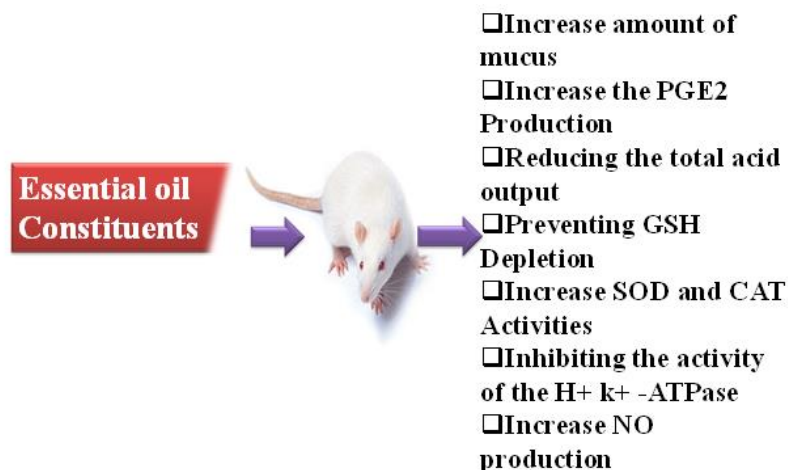 Essential oil
Constituents
❑Increase amount of
mucus
❑Increase the PGE2
Production
❑Reducing the total acid
output
❑Preventing GSH
Depletion
❑Increase SOD and CAT
Activities
❑Inhibiting the activity
of the H+ k+ -ATPase
❑Increase NO
production